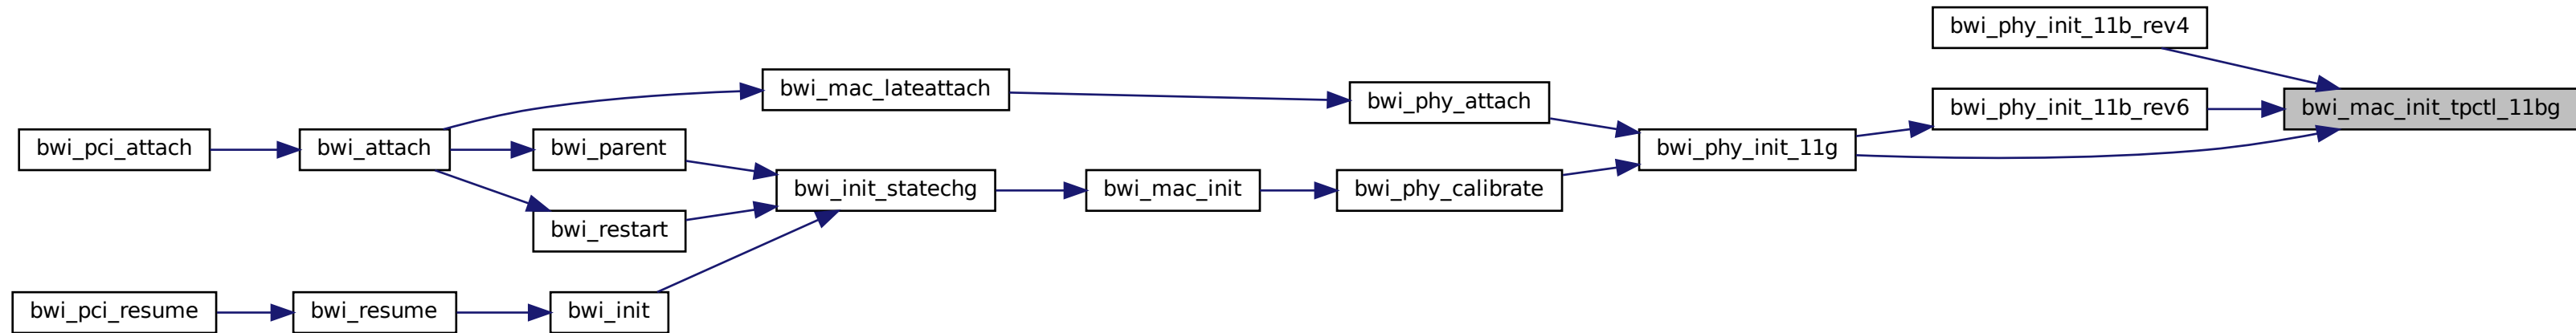 bwi_phy_init_11b_rev4
bwi_mac_lateattach
bwi_phy_attach
bwi_phy_init_11b_rev6
bwi_mac_init_tpctl_11bg
bwi_pci_attach
bwi_attach
bwi_parent
bwi_phy_init_11g
bwi_init_statechg
bwi_mac_init
bwi_phy_calibrate
bwi_restart
bwi_pci_resume
bwi_resume
bwi_init